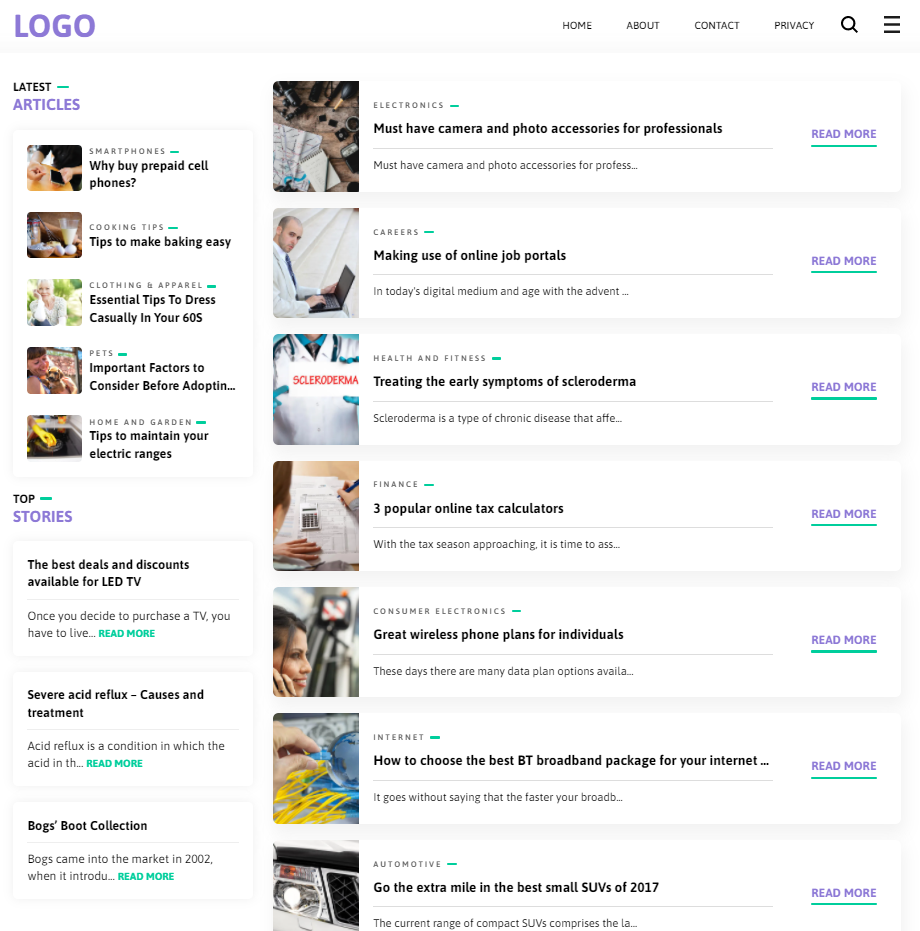 LOGO
HOME
ABOUT
CONTACT
PRIVACY
LATEST
ARTICLES
SMARTPHONES
Why buy prepaid cell
phones?
COOKING TIPS
Tips to make baking easy
CLOTHING & APPAREL
Essential Tips To Dress
Casually In Your 60S
PETS
Important Factors to
Consider Before Adoptin...
HOME AND GARDEN
Tips to maintain your
electric ranges
TOP
STORIES
The best deals and discounts
available for LED TV
Once you decide to purchase a TV, you
have to live... READ MORE
Severe acid reflux – Causes and
treatment
Acid reflux is a condition in which the
acid in th... READ MORE
Bogs’ Boot Collection
Bogs came into the market in 2002,
when it introdu... READ MORE
ELECTRONICS
Must have camera and photo accessories for professionals
Must have camera and photo accessories for profess...
READ MORE
CAREERS
Making use of online job portals
In today's digital medium and age with the advent ...
READ MORE
SCLERODERMA
HEALTH AND FITNESS
Treating the early symptoms of scleroderma
Scleroderma is a type of chronic disease that affe...
READ MORE
FINANCE
3 popular online tax calculators
With the tax season approaching, it is time to ass...
READ MORE
CONSUMER ELECTRONICS
Great wireless phone plans for individuals
These days there are many data plan options availa...
READ MORE
INTERNET
How to choose the best BT broadband package for your internet ...
It goes without saying that the faster your broadb...
READ MORE
AUTOMOTIVE
Go the extra mile in the best small SUVs of 2017
The current range of compact SUVs comprises the la...
READ MORE